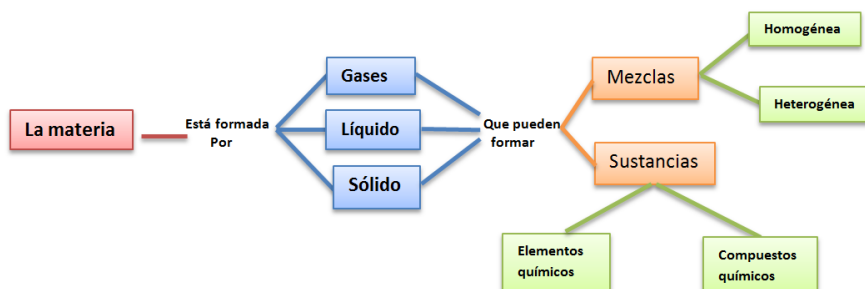 La materia
Está formada
Por
Gases
Líquido
Sólido
Que pueden
formar
Mezclas
Sustancias
Homogénea
Heterogénea
Elementos
químicos
Compuestos
químicos